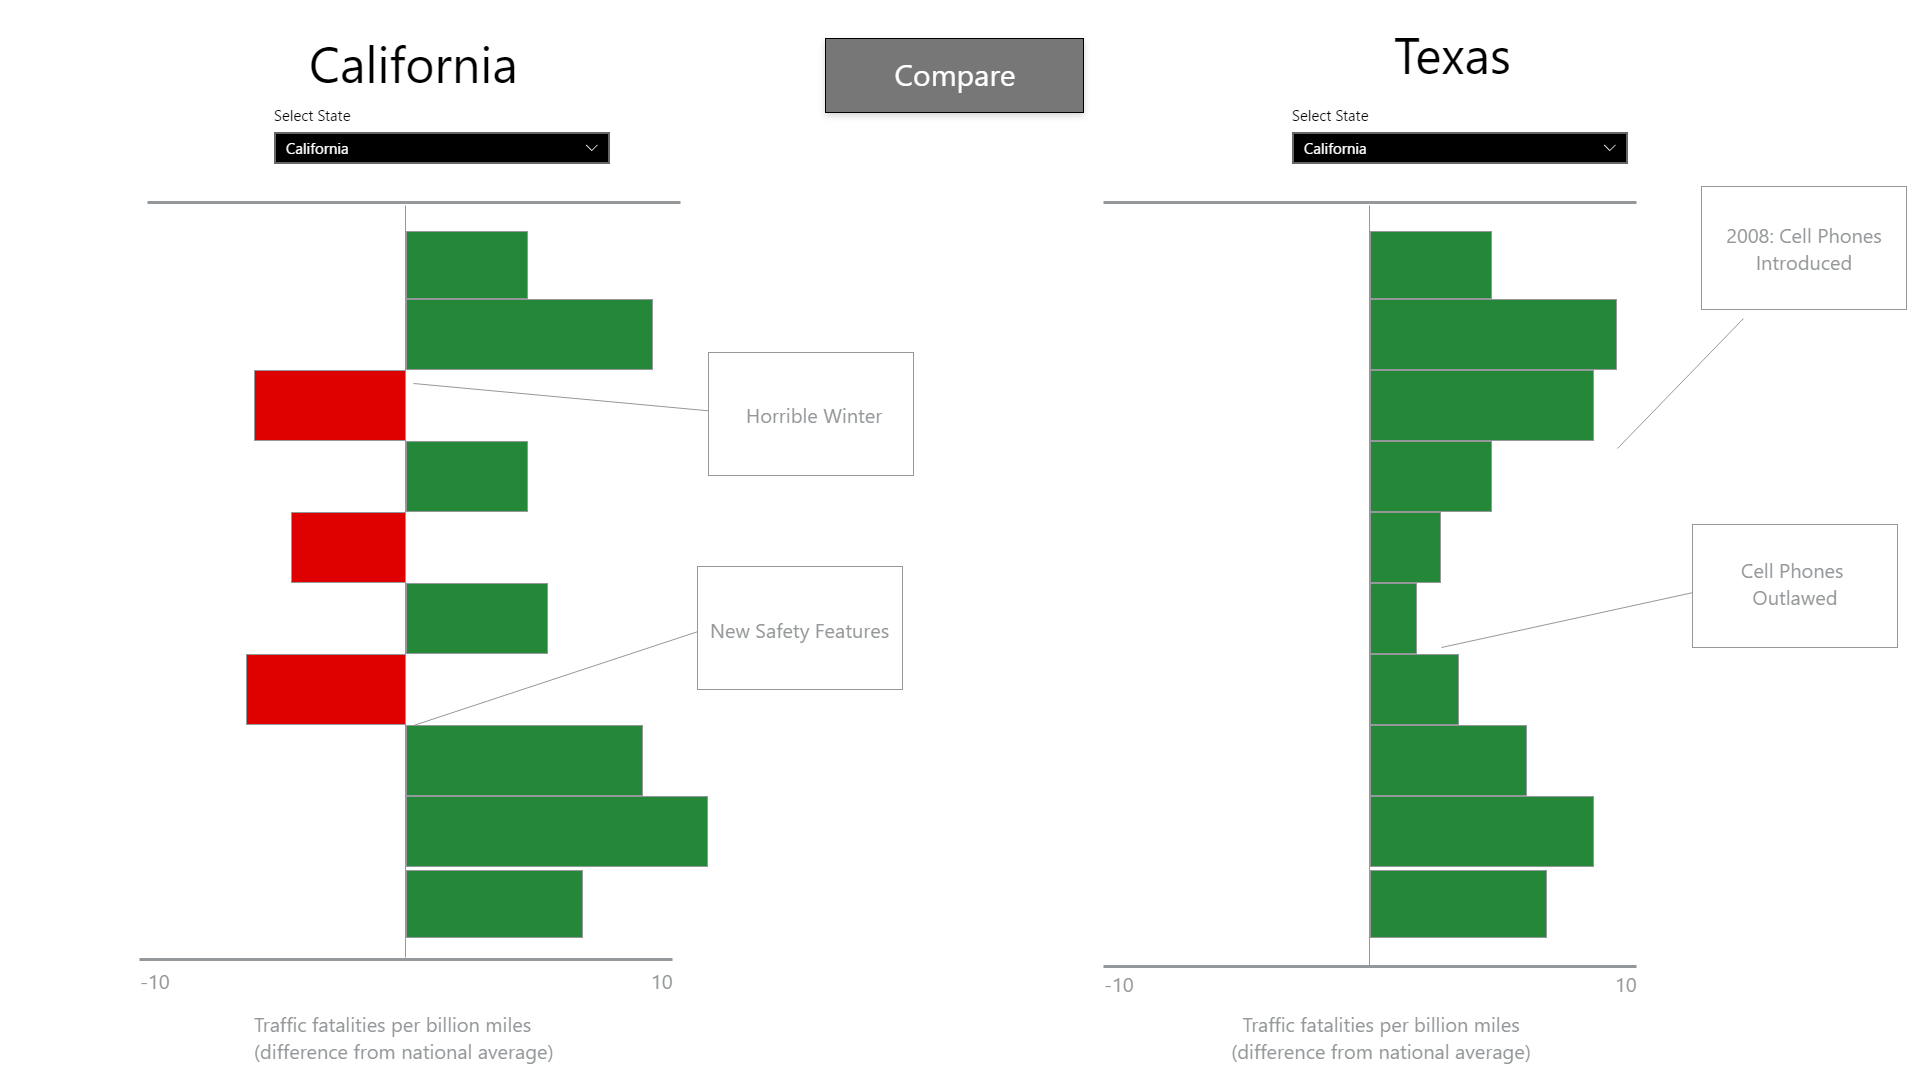 California
Compare
Texas
Select State
California
Select State
California
2008: Cell Phones
Introduced
Horrible Winter
Cell Phones
Outlawed
New Safety Features
-10
10
-10
10
Traffic fatalities per billion miles
(difference from national average)
Traffic fatalities per billion miles
(difference from national average)